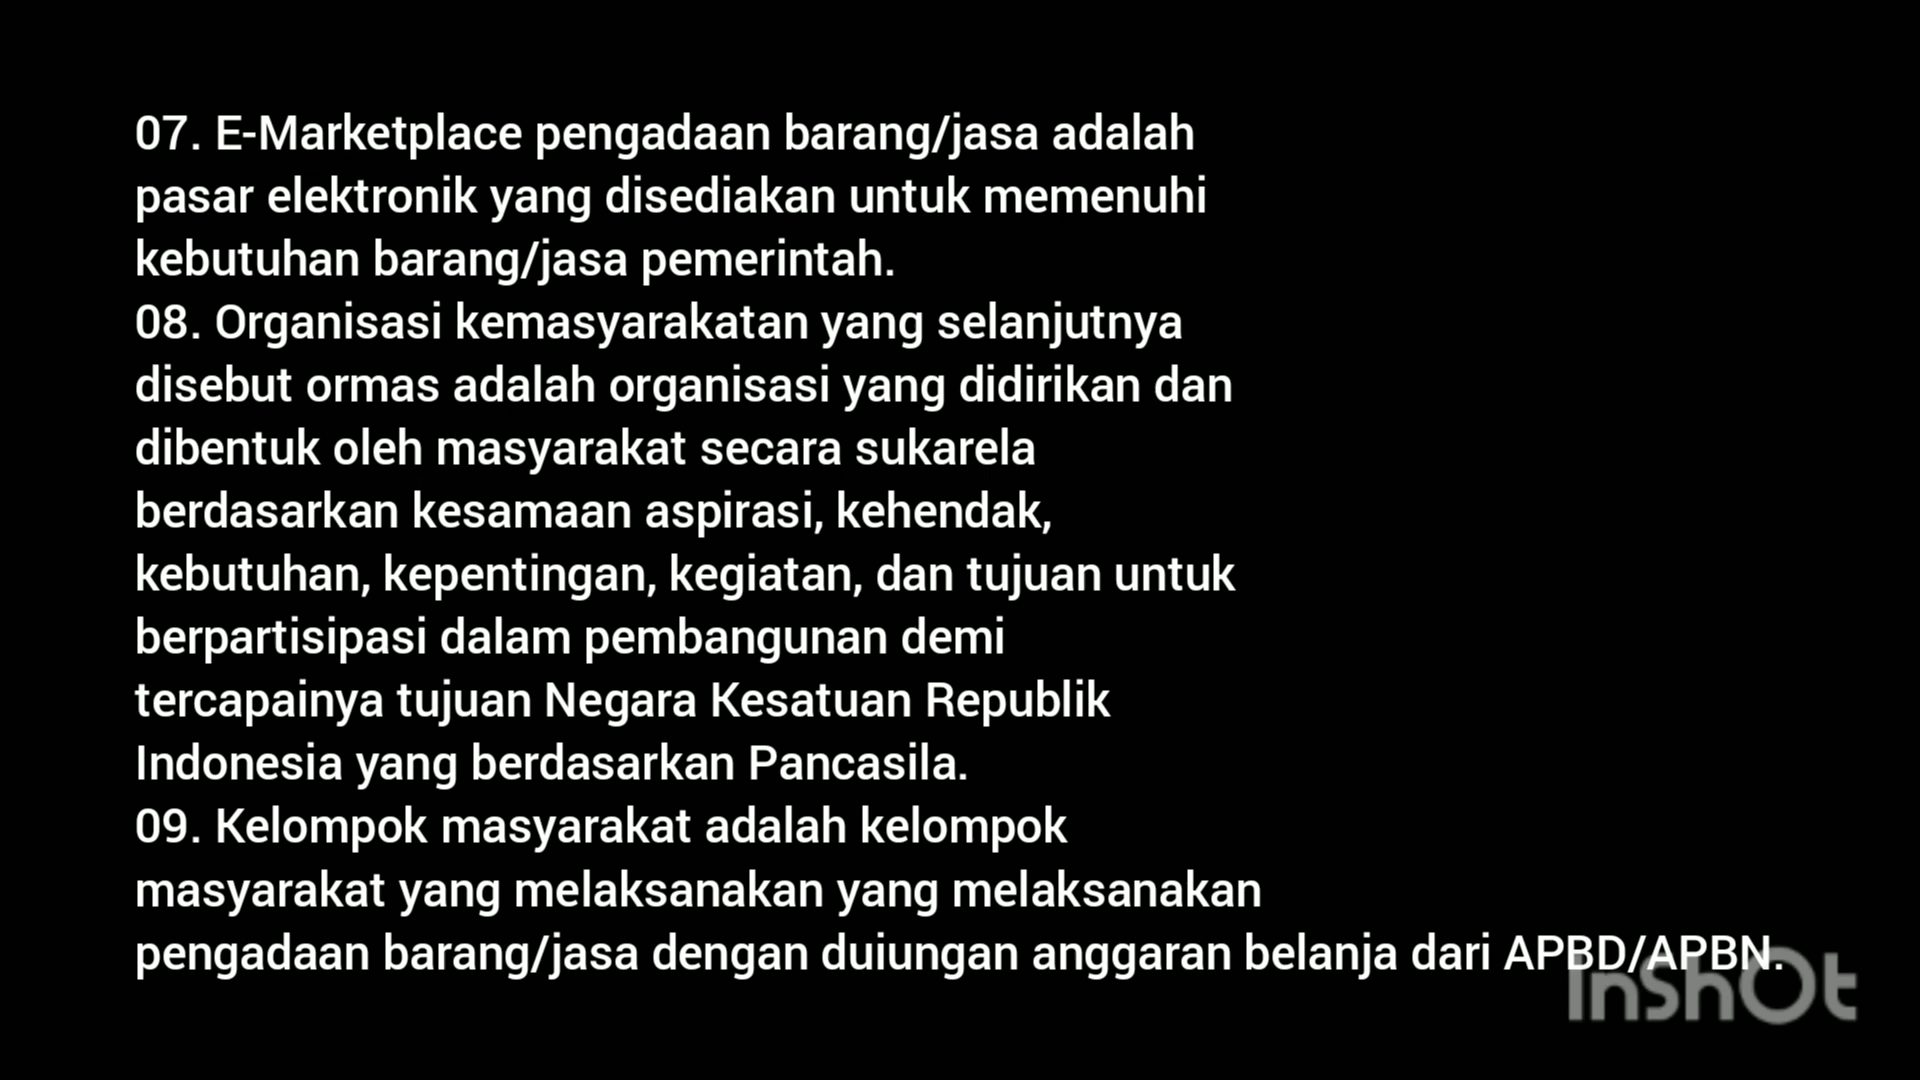 07. E-Marketplace pengadaan barang/jasa adalah
pasar elektronik yang disediakan untuk memenuhi
kebutuhan barang/jasa pemerintah.
08. Organisasi kemasyarakatan yang selanjutnya
disebut ormas adalah organisasi yang didirikan dan
dibentuk oleh masyarakat secara sukarela
berdasarkan kesamaan aspirasi, kehendak,
kebutuhan, kepentingan, kegiatan, dan tujuan untuk
berpartisipasi dalam pembangunan demi
tercapainya tujuan Negara Kesatuan Republik
Indonesia yang berdasarkan Pancasila.
09. Kelompok masyarakat adalah kelompok
masyarakat yang melaksanakan yang melaksanakan
pengadaan barang/jasa dengan duiungan anggaran belanja dari APBD/APBN.
InShOt